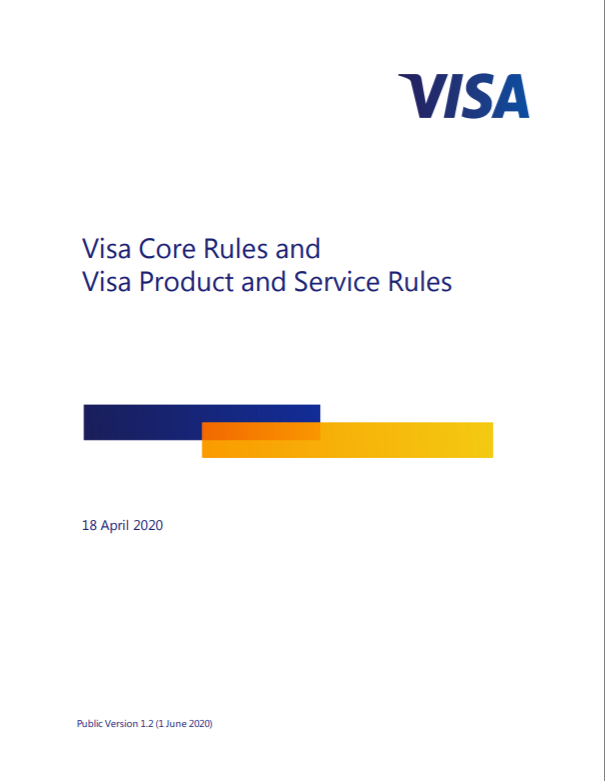 VISA
Visa Core Rules and
Visa Product and Service Rules
18 April 2020
Public Version 1.2 (1 June 2020)